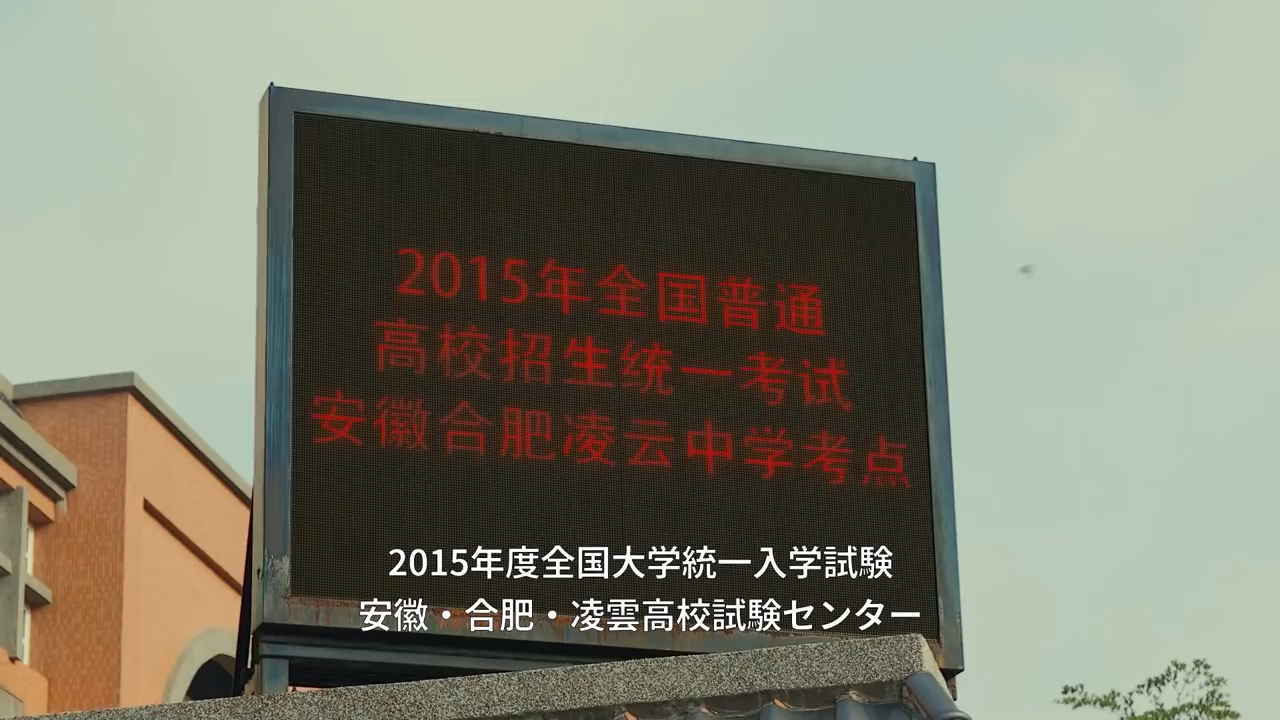 2015年全国普通
高校招生统一考试
安徽合肥凌云中学考点
2015年度全国大学統一入学試験
安徽・合肥・凌雲高校試験センター